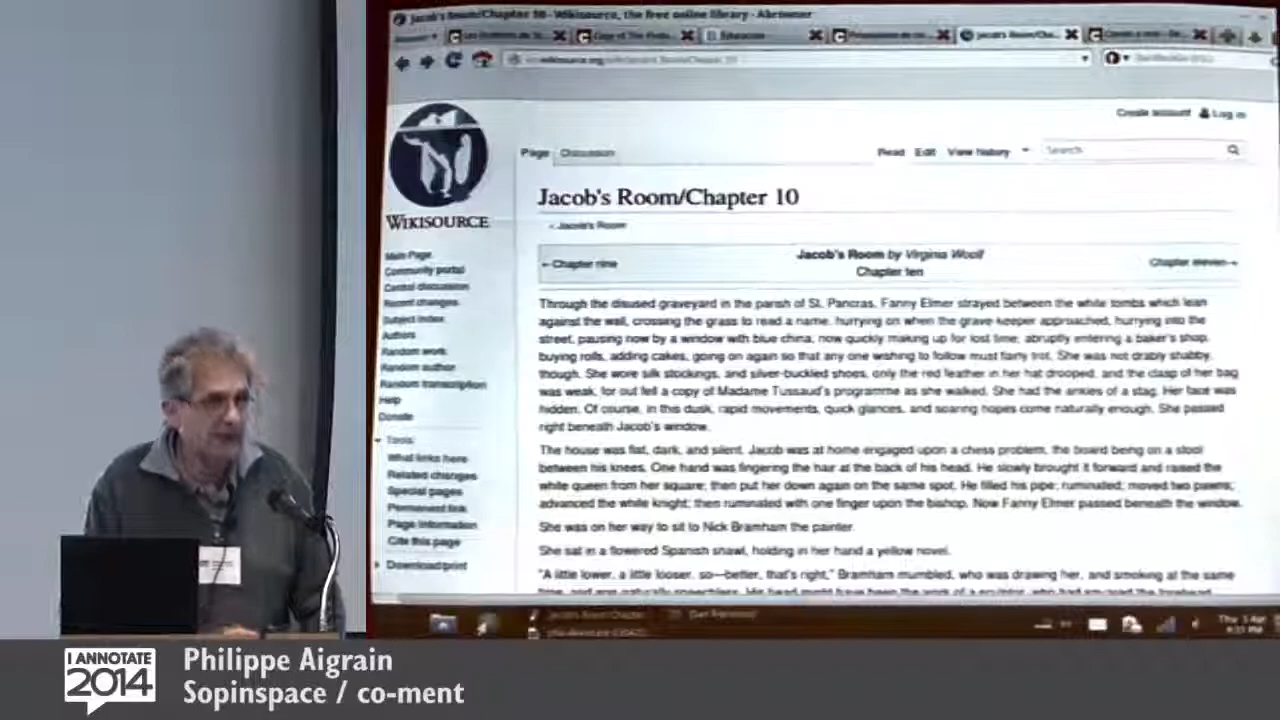 Jacob's Room/Chapter 10 - Wikisource, the free online library -
Create account Log in
Page Discussion
Read Edit View history
Search
Jacob's Room/Chapter 10
< Jacob's Room
WIKISOURCE
←Chapter nine
Jacob's Room by Virginia Woolf
Chapter ten
Chapter eleven→
Main Page
Community portal
Central discussion
Recent changes
Subject index
Authors
Random work
Random author
Random transcription
Help
Donate
Tools
What links here
Related changes
Special pages
Permanent link
Page information
Cite this page
Download/print
Through the disused graveyard in the parish of St. Pancras, Fanny Elmer strayed between the white tombs which lean
against the wall, crossing the grass to read a name, hurrying on when the grave-keeper approached, hurrying into the
street, pausing now by a window with blue china, now quickly making up for lost time, abruptly entering a baker's shop,
buying rolls, adding cakes, going on again so that any one wishing to follow must fairly trot. She was not drably shabby,
though. She wore silk stockings, and silver-buckled shoes, only the red feather in her hat drooped, and the clasp of her bag
was weak, for out fell a copy of Madame Tussaud's programme as she walked. She had the ankles of a stag. Her face was
hidden. Of course, in this dusk, rapid movements, quick glances, and soaring hopes come naturally enough. She passed
right beneath Jacob's window.
The house was flat, dark, and silent. Jacob was at home engaged upon a chess problem, the board being on a stool
between his knees. One hand was fingering the hair at the back of his head. He slowly brought it forward and raised the
white queen from her square; then put her down again on the same spot. He filled his pipe; ruminated; moved two pawns;
advanced the white knight; then ruminated with one finger upon the bishop. Now Fanny Elmer passed beneath the window.
She was on her way to sit to Nick Bramham the painter.
She sat in a flowered Spanish shawl, holding in her hand a yellow novel.
"A little lower, a little looser, so—better, that's right," Bramham mumbled, who was drawing her, and smoking at the same
I ANNOTATE
2014
Philippe Aigrain
Sopinspace / co-ment